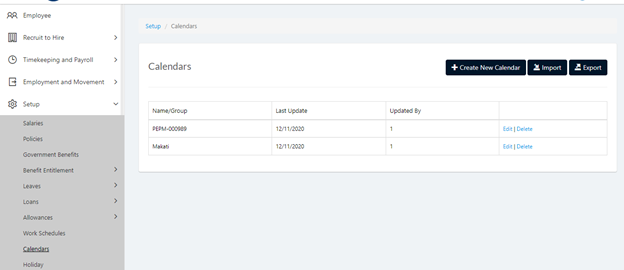 Employee
Recruit to Hire
Timekeeping and Payroll
Employment and Movement
Setup
Salaries
Policies
Government Benefits
Benefit Entitlement
Leaves
Loans
Allowances
Work Schedules
Calendars
Holiday
Setup / Calendars
Calendars
Create New Calendar Import Export
Name/Group Last Update Updated By
PEPM-000989 12/11/2020 1 Edit | Delete
Makati 12/11/2020 1 Edit | Delete